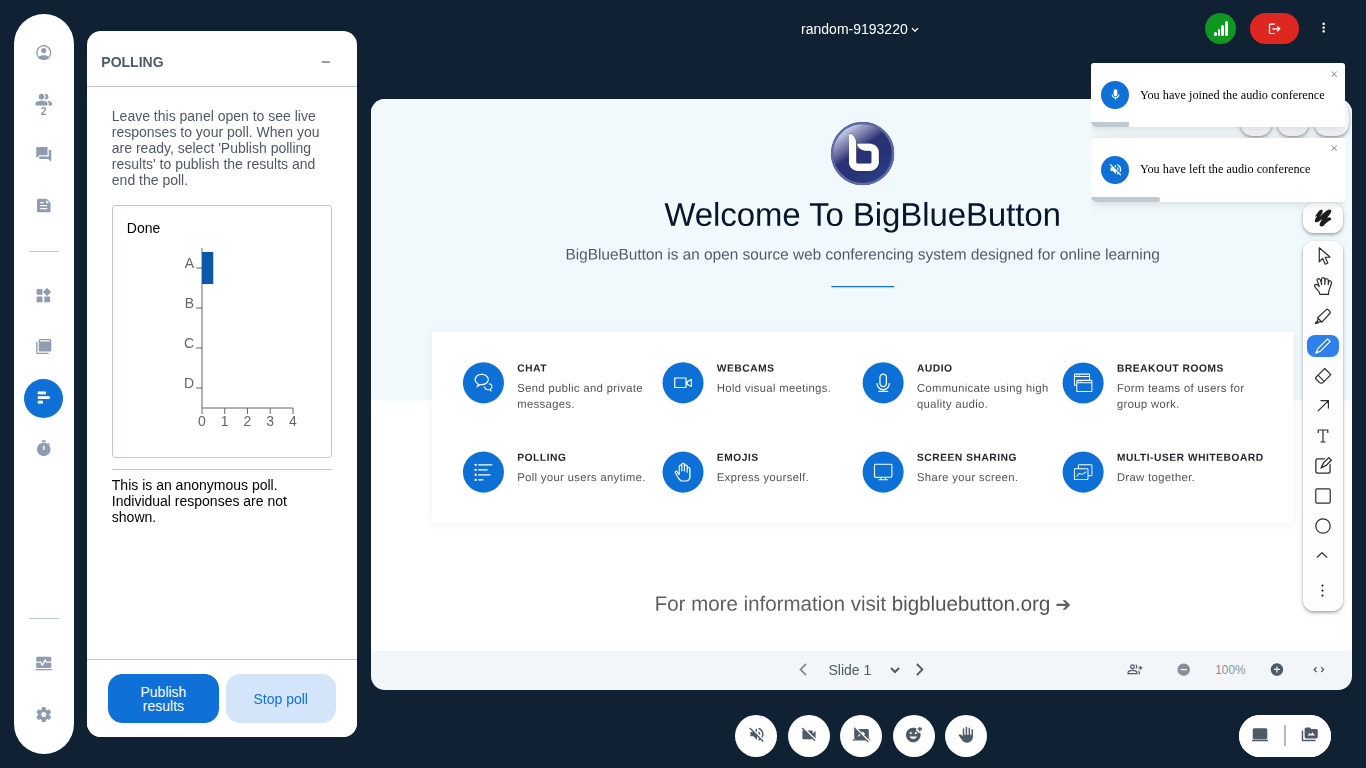 random-9193220
POLLING
2
Leave this panel open to see live
responses to your poll. When you
are ready, select 'Publish polling
results' to publish the results and
end the poll.
Done
A
B
C
D
0 1 2 3 4
This is an anonymous poll.
Individual responses are not
shown.
Publish
results
Stop poll
You have joined the audio conference
You have left the audio conference
b
Welcome To BigBlueButton
BigBlueButton is an open source web conferencing system designed for online learning
CHAT
Send public and private
messages.
WEBCAMS
Hold visual meetings.
AUDIO
Communicate using high
quality audio.
BREAKOUT ROOMS
Form teams of users for
group work.
POLLING
Poll your users anytime.
EMOJIS
Express yourself.
SCREEN SHARING
Share your screen.
MULTI-USER WHITEBOARD
Draw together.
For more information visit bigbluebutton.org ➔
Slide 1
100%